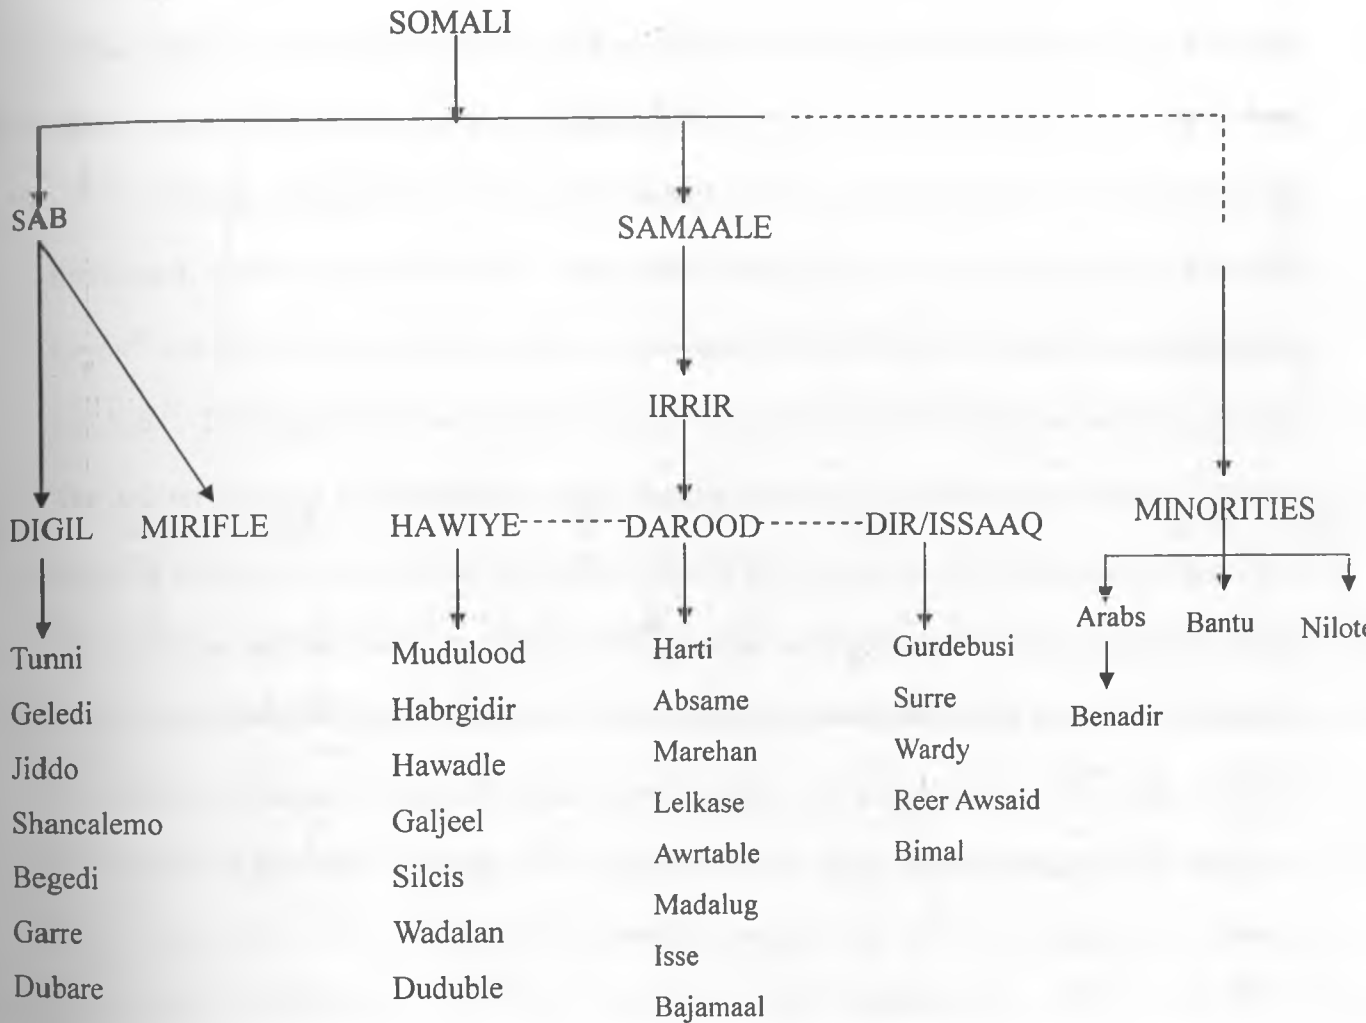 SOMALI
SAB
SAMAALE
IRRIR
DIGIL MIRIFLE HAWIYE DAROOD DIR/ISSAAQ MINORITIES
Arabs Bantu Nilote
Benadir
Tunni
Geledi
Jiddo
Shancalemo
Begedi
Garre
Dubare
Mudulood
Habrgidir
Hawadle
Galjeel
Silcis
Wadalan
Duduble
Harti
Absame
Marehan
Lelkase
Awrtable
Madalug
Isse
Bajamaal
Gurdebusi
Surre
Wardy
Reer Awsaid
Bimal